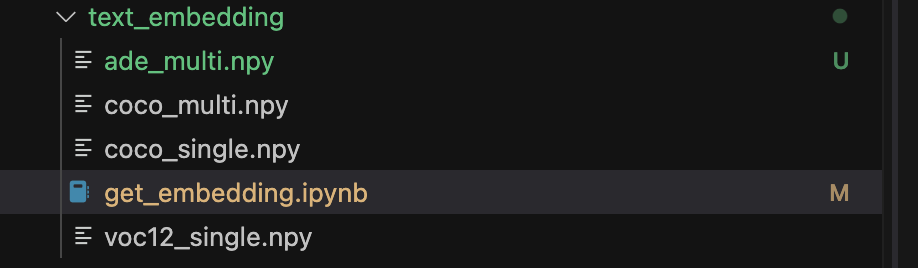 text_embedding
ade_multi.npy U
coco_multi.npy
coco_single.npy
get_embedding.ipynb M
voc12_single.npy